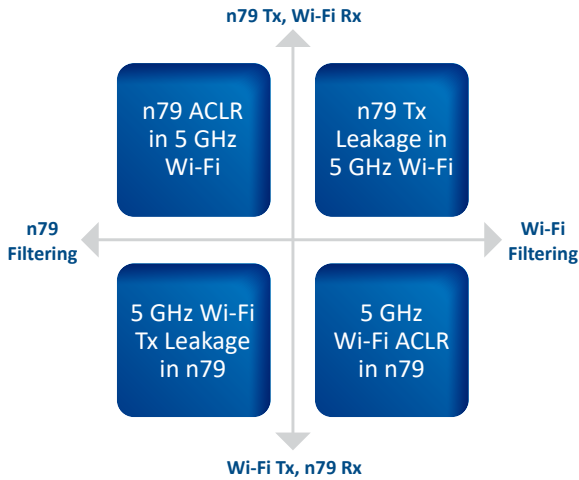 n79 Tx, Wi-Fi Rx
n79 ACLR
in 5 GHz
Wi-Fi
n79 Tx
Leakage in
5 GHz Wi-Fi
n79
Filtering
Wi-Fi
Filtering
5 GHz Wi-Fi
Tx Leakage
in n79
5 GHz
Wi-Fi ACLR
in n79
Wi-Fi Tx, n79 Rx